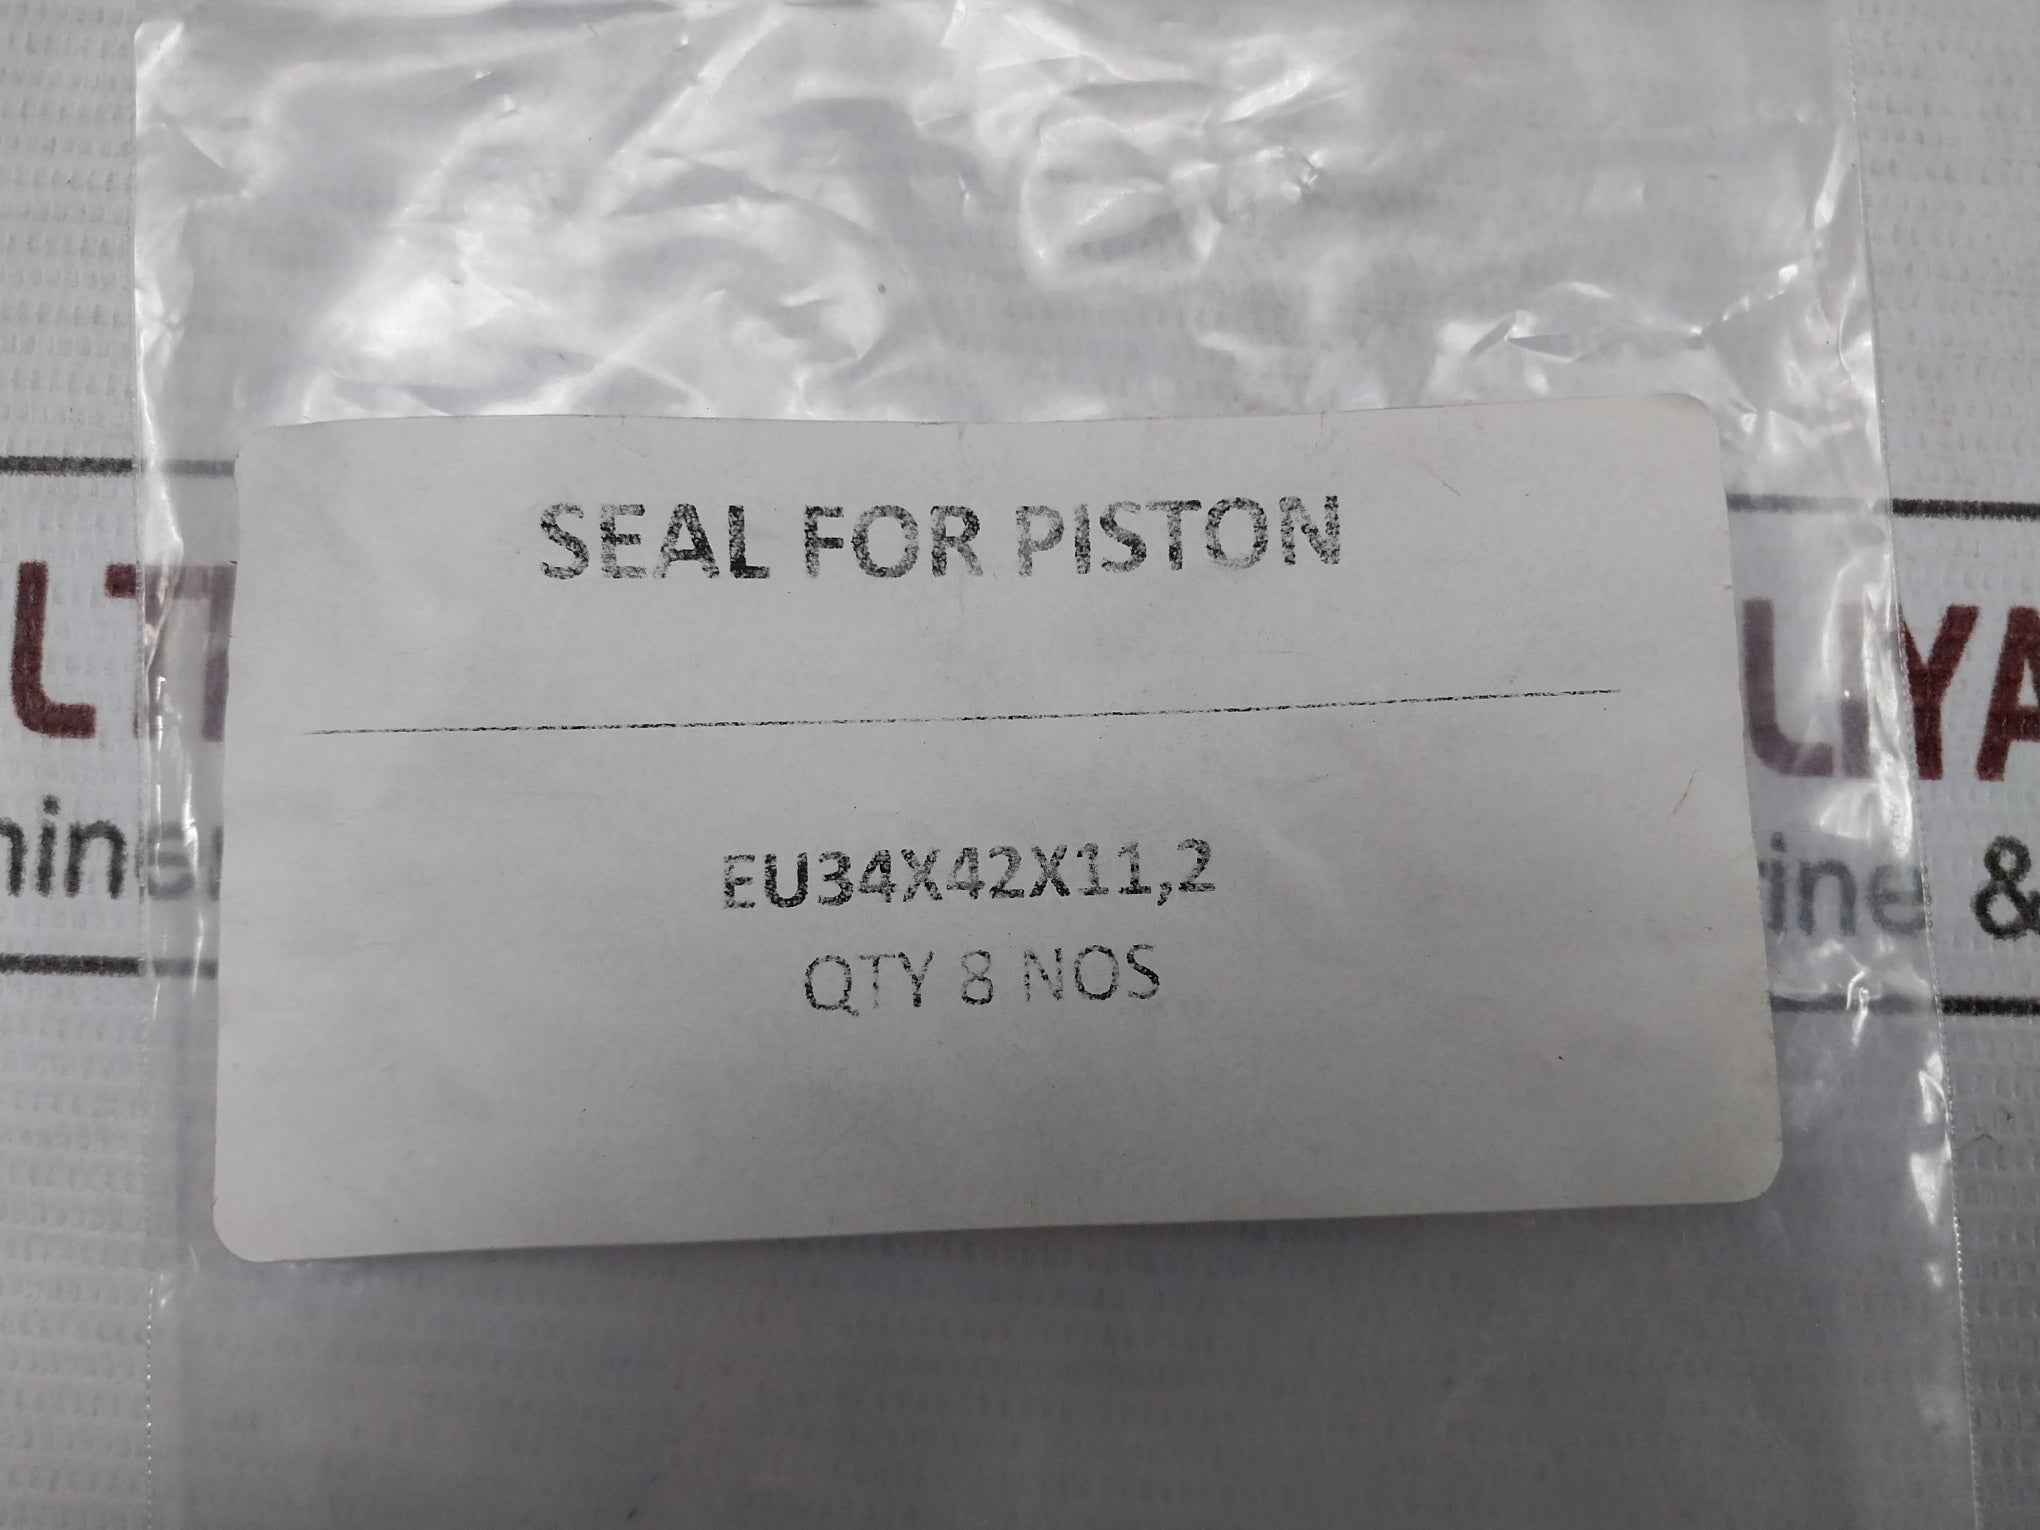 SEAL FOR PISTON
EU34X42X11,2
QTY 8 NOS
&